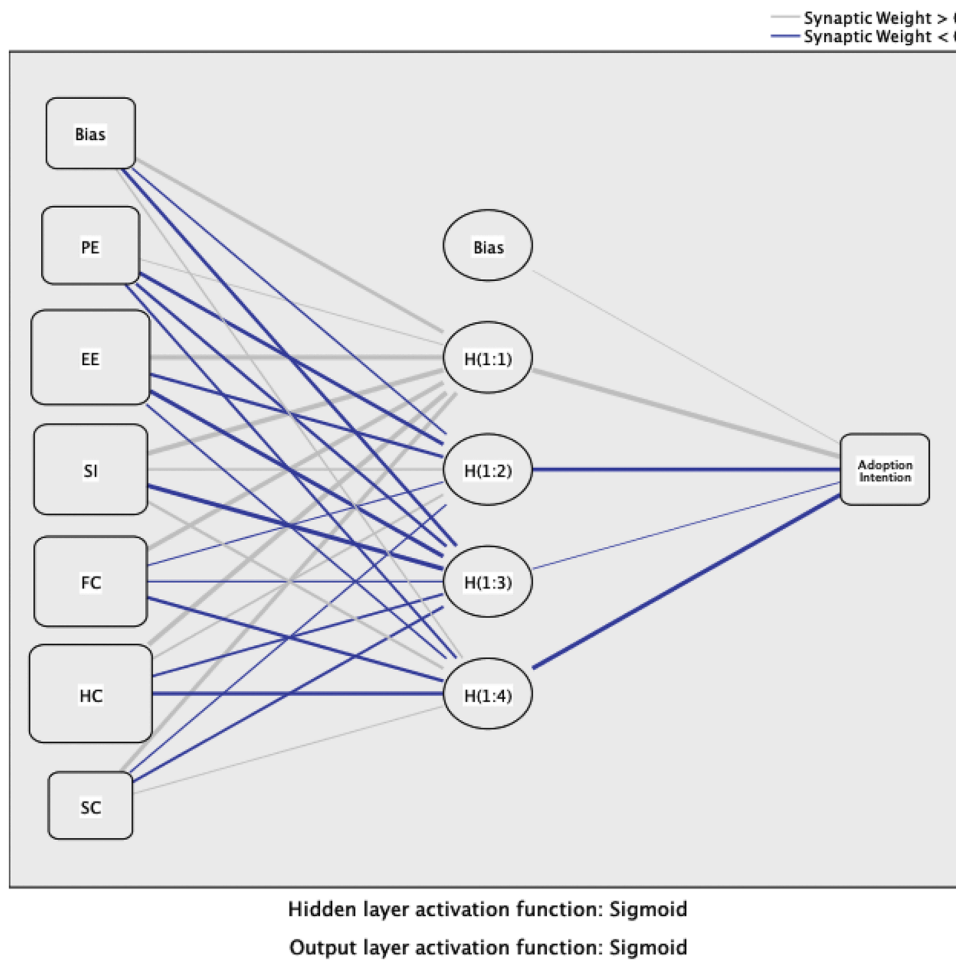 Synaptic Weight >
Synaptic Weight <
Bias
PE
EE
SI
FC
HC
SC
Bias
H(1:1)
H(1:2)
H(1:3)
H(1:4)
Adoption
Intention
Hidden layer activation function: Sigmoid
Output layer activation function: Sigmoid